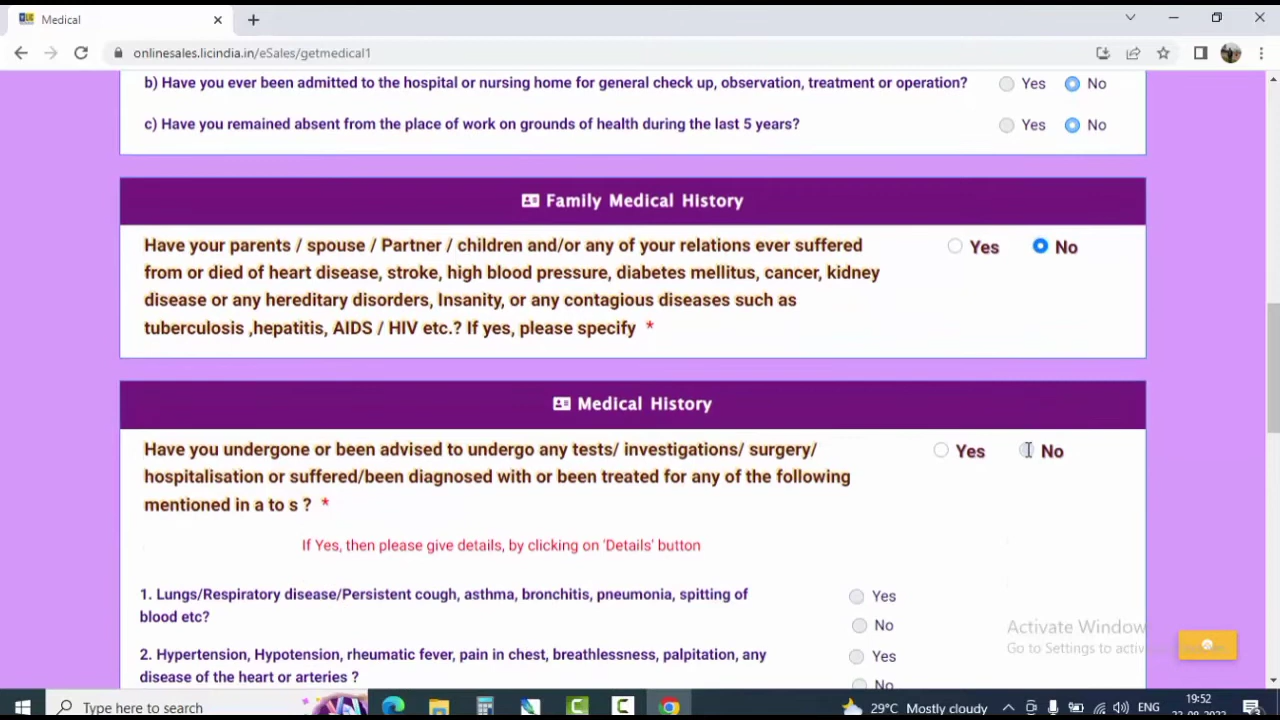 Medical
onlinesales.licindia.in/eSales/getmedical1
b) Have you ever been admitted to the hospital or nursing home for general check up, observation, treatment or operation? Yes No
c) Have you remained absent from the place of work on grounds of health during the last 5 years? Yes No
Family Medical History
Have your parents / spouse / Partner / children and/or any of your relations ever suffered Yes No
from or died of heart disease, stroke, high blood pressure, diabetes mellitus, cancer, kidney
disease or any hereditary disorders, Insanity, or any contagious diseases such as
tuberculosis ,hepatitis, AIDS / HIV etc.? If yes, please specify *
Medical History
Have you undergone or been advised to undergo any tests/ investigations/ surgery/ Yes No
hospitalisation or suffered/been diagnosed with or been treated for any of the following
mentioned in a to s ? *
If Yes, then please give details, by clicking on 'Details' button
1. Lungs/Respiratory disease/Persistent cough, asthma, bronchitis, pneumonia, spitting of Yes
blood etc?
No
2. Hypertension, Hypotension, rheumatic fever, pain in chest, breathlessness, palpitation, any Yes
disease of the heart or arteries ?
No
Activate Window
Go to Settings to activ
Type here to search
29°C Mostly cloudy
ENG
19:52